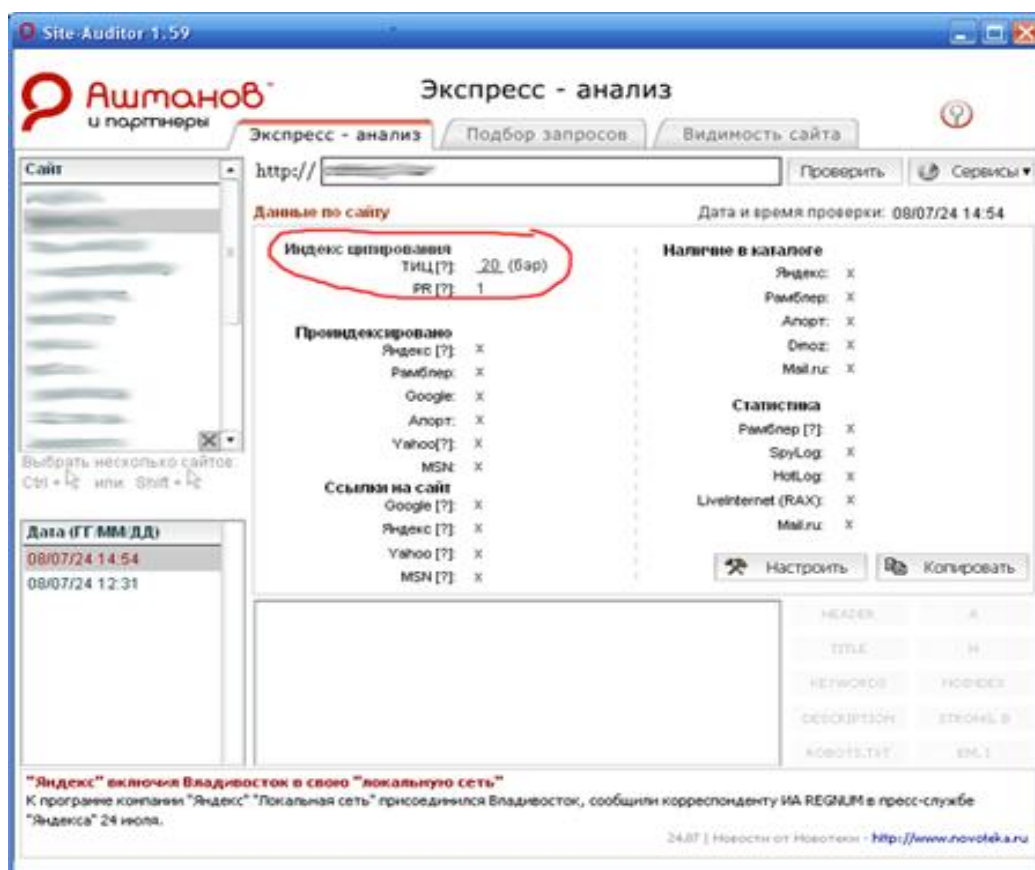 Site-Auditor 1.59
Ашманов
и партнеры
Экспресс - анализ
Экспресс - анализ
Подбор запросов
Видимость сайта
Сайт
http://
Проверить
Сервисы
Данные по сайту
Дата и время проверки: 08/07/24 14:54
Индекс цитирования
ТИЦ[?]: 20 (бар)
PR [?]: 1
Проиндексировано
Яндекс [?]: x
Рамблер: x
Google: x
Апорт: x
Yahoo[?]: x
MSN: x
Ссылки на сайт
Google [?]: x
Яндекс [?]: x
Yahoo [?]: x
MSN [?]: x
Наличие в каталоге
Яндекс: x
Рамблер: x
Апорт: x
Dmoz: x
Mail.ru: x
Статистика
Рамблер [?]: x
SpyLog: x
HotLog: x
LiveInternet (RAX): x
Mail.ru: x
Настроить
Копировать
Выбрать несколько сайтов:
Ctrl + или Shift +
Дата (ГГ/ММ/ДД)
08/07/24 14:54
08/07/24 12:31
HEADER
A
TITLE
H
KEYWORDS
NOINDEX
DESCRIPTION
STRONG, B
ROBOTS.TXT
EM, I
"Яндекс" включил Владивосток в свою "локальную сеть"
К программе компании "Яндекс" "Локальная сеть" присоединился Владивосток, сообщили корреспонденту ИА REGNUM в пресс-службе
"Яндекса" 24 июля.
24.07 | Новости от Новотеки - http://www.novoteka.ru